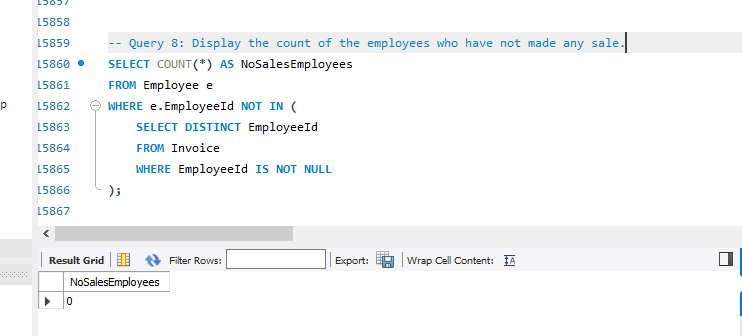 15857
15858
15859 -- Query 8: Display the count of the employees who have not made any sale.
15860 SELECT COUNT(*) AS NoSalesEmployees
15861 FROM Employee e
p 15862 WHERE e.EmployeeId NOT IN (
15863 SELECT DISTINCT EmployeeId
15864 FROM Invoice
15865 WHERE EmployeeId IS NOT NULL
15866 );
15867
Result Grid Filter Rows: Export: Wrap Cell Content: IA
NoSalesEmployees
0